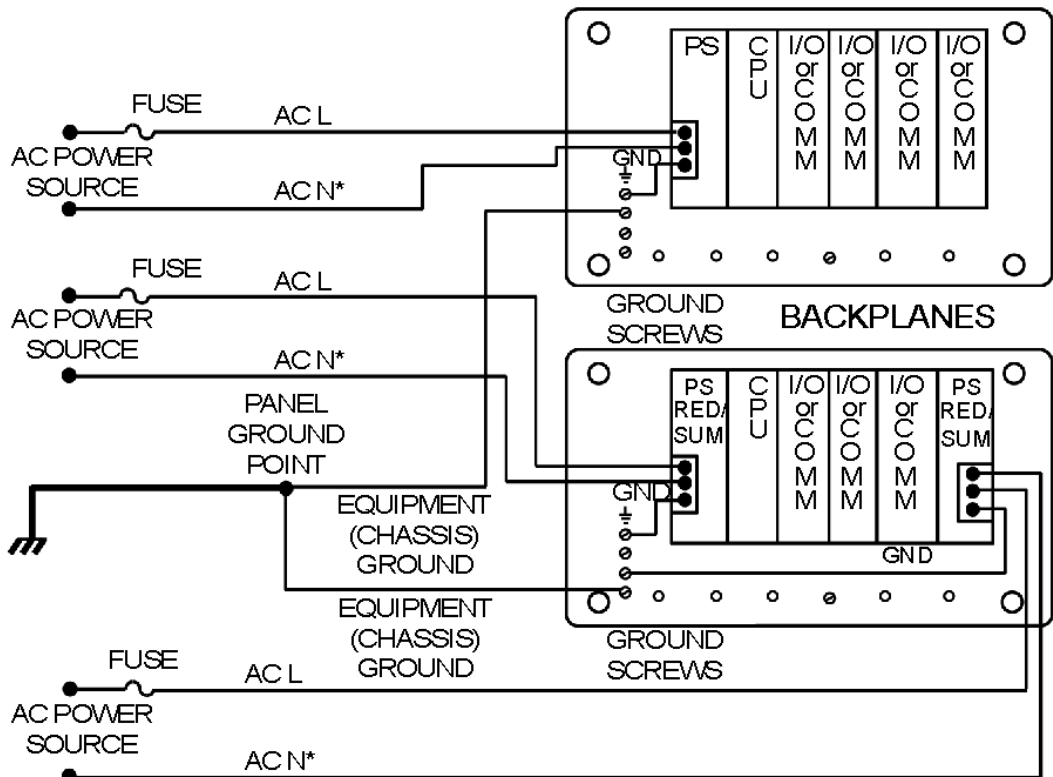 PS
CPU
I/O or COMM
I/O or COMM
I/O or COMM
I/O or COMM
FUSE
AC L
AC POWER
SOURCE
AC N*
GND
GROUND
SCREWS
BACKPLANES
FUSE
AC L
AC POWER
SOURCE
AC N*
PS
RED/
SUM
CPU
I/O or COMM
I/O or COMM
I/O or COMM
PS
RED/
SUM
GND
GND
PANEL
GROUND
POINT
EQUIPMENT
(CHASSIS)
GROUND
EQUIPMENT
(CHASSIS)
GROUND
GROUND
SCREWS
FUSE
AC L
AC POWER
SOURCE
AC N*